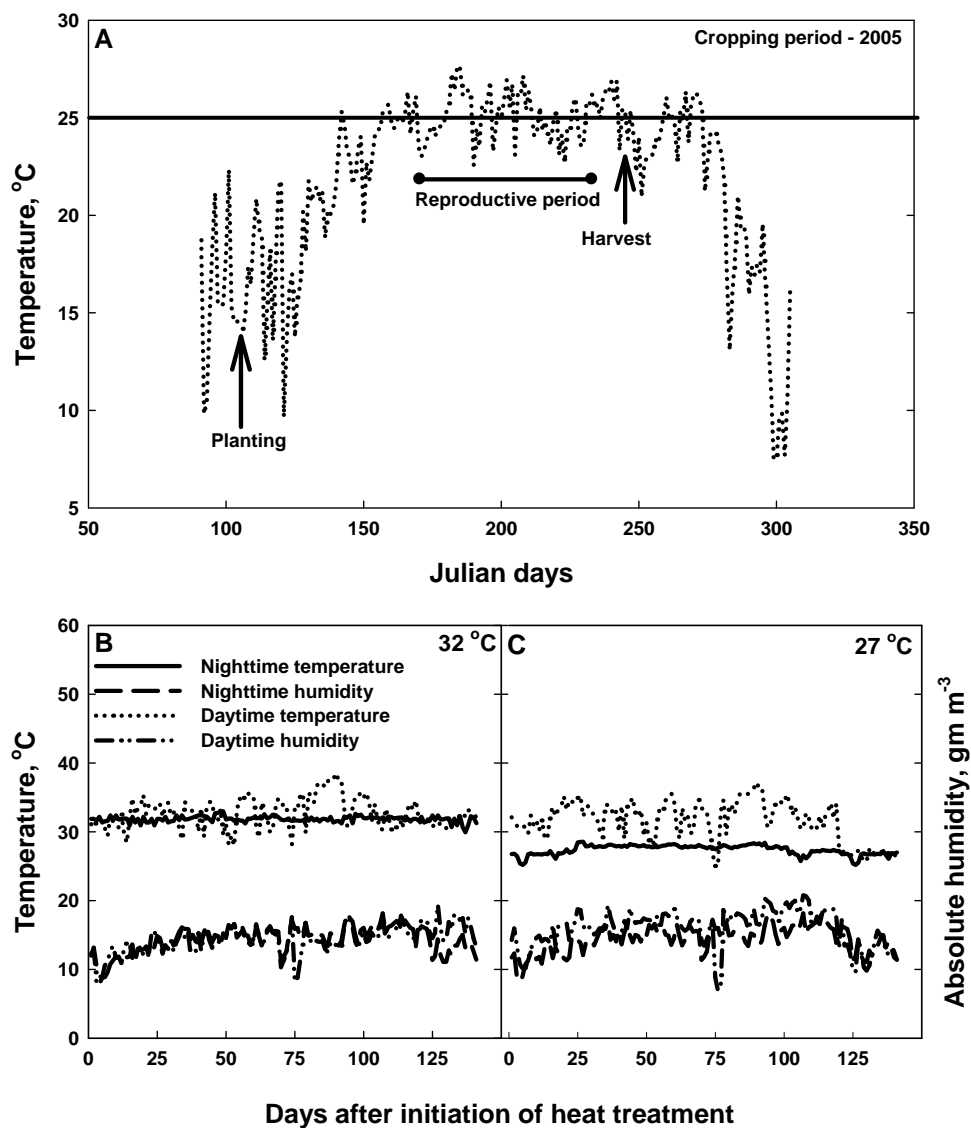 A
Cropping period - 2005
30
25
20
15
10
5
Temperature, °C
Reproductive period
Harvest
Planting
50 100 150 200 250 300 350
Julian days
B 32 °C
C 27 °C
Nighttime temperature
Nighttime humidity
Daytime temperature
Daytime humidity
60
50
40
30
20
10
0
Temperature, °C
Absolute humidity, gm m⁻³
0 25 50 75 100 125 0 25 50 75 100 125
Days after initiation of heat treatment